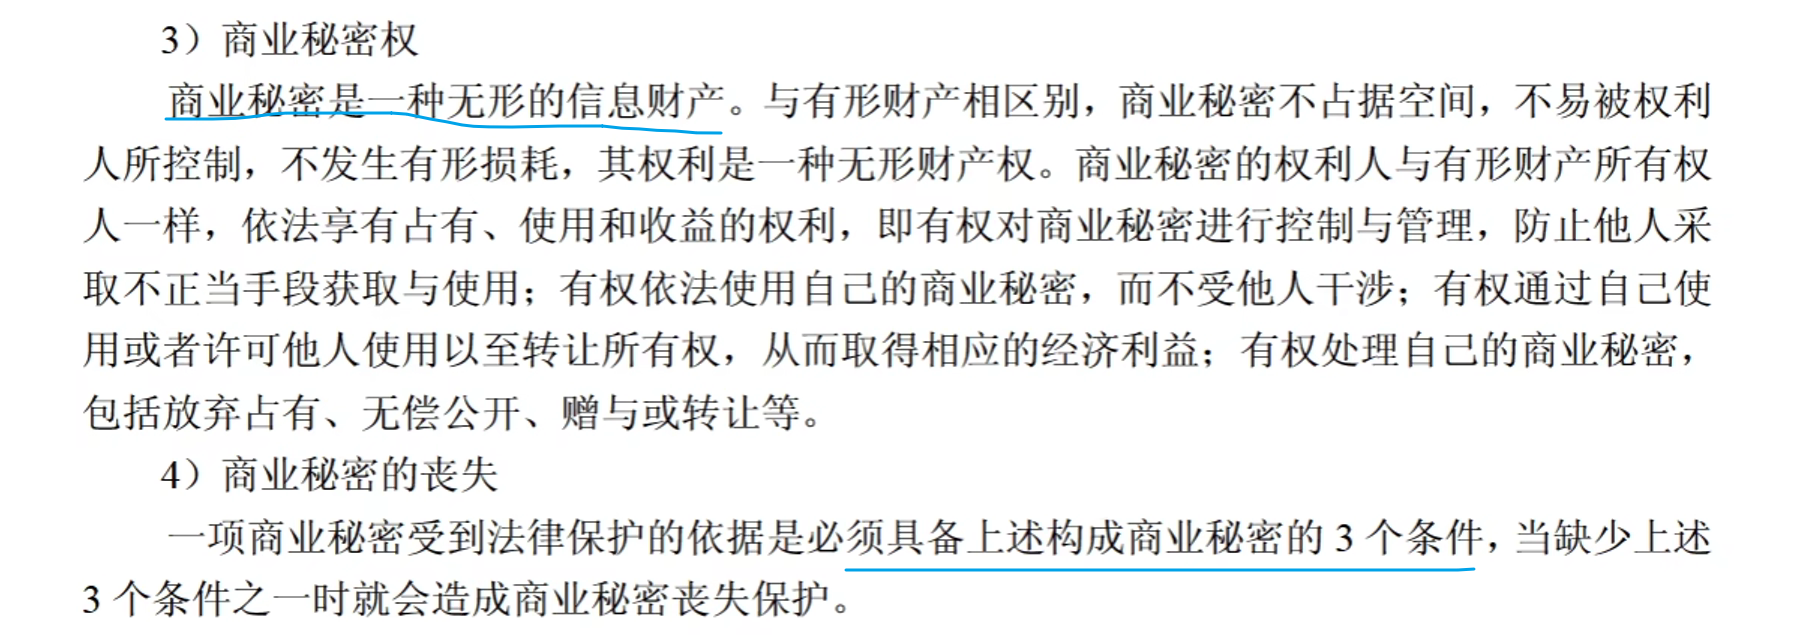 3）商业秘密权
商业秘密是一种无形的信息财产。与有形财产相区别，商业秘密不占据空间，不易被权利
人所控制，不发生有形损耗，其权利是一种无形财产权。商业秘密的权利人与有形财产所有权
人一样，依法享有占有、使用和收益的权利，即有权对商业秘密进行控制与管理，防止他人采
取不正当手段获取与使用；有权依法使用自己的商业秘密，而不受他人干涉；有权通过自己使
用或者许可他人使用以至转让所有权，从而取得相应的经济利益；有权处理自己的商业秘密，
包括放弃占有、无偿公开、赠与或转让等。
4）商业秘密的丧失
一项商业秘密受到法律保护的依据是必须具备上述构成商业秘密的 3 个条件，当缺少上述
3 个条件之一时就会造成商业秘密丧失保护。